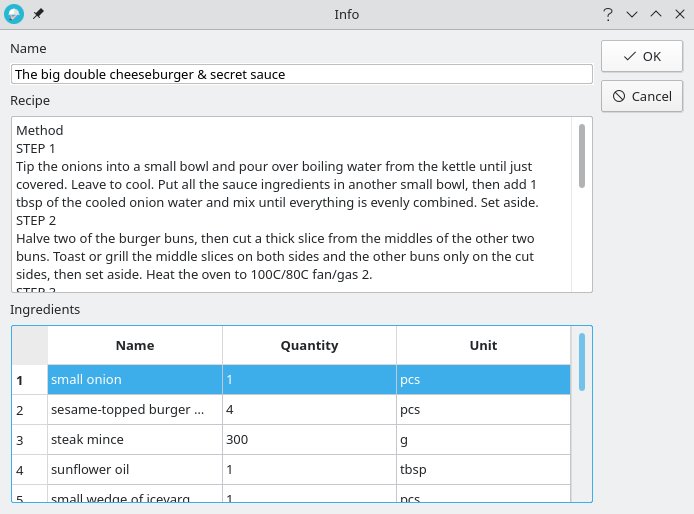 Info
Name
OK
The big double cheeseburger & secret sauce
Cancel
Recipe
Method
STEP 1
Tip the onions into a small bowl and pour over boiling water from the kettle until just
covered. Leave to cool. Put all the sauce ingredients in another small bowl, then add 1
tbsp of the cooled onion water and mix until everything is evenly combined. Set aside.
STEP 2
Halve two of the burger buns, then cut a thick slice from the middles of the other two
buns. Toast or grill the middle slices on both sides and the other buns only on the cut
sides, then set aside. Heat the oven to 100C/80C fan/gas 2.
STEP 3
Ingredients
Name Quantity Unit
1 small onion 1 pcs
2 sesame-topped burger ... 4 pcs
3 steak mince 300 g
4 sunflower oil 1 tbsp
5 small wedge of iceberg 1 pcs